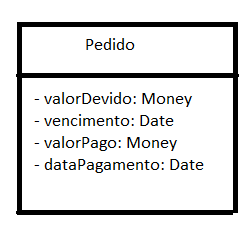 Pedido
- valorDevido: Money
- vencimento: Date
- valorPago: Money
- dataPagamento: Date